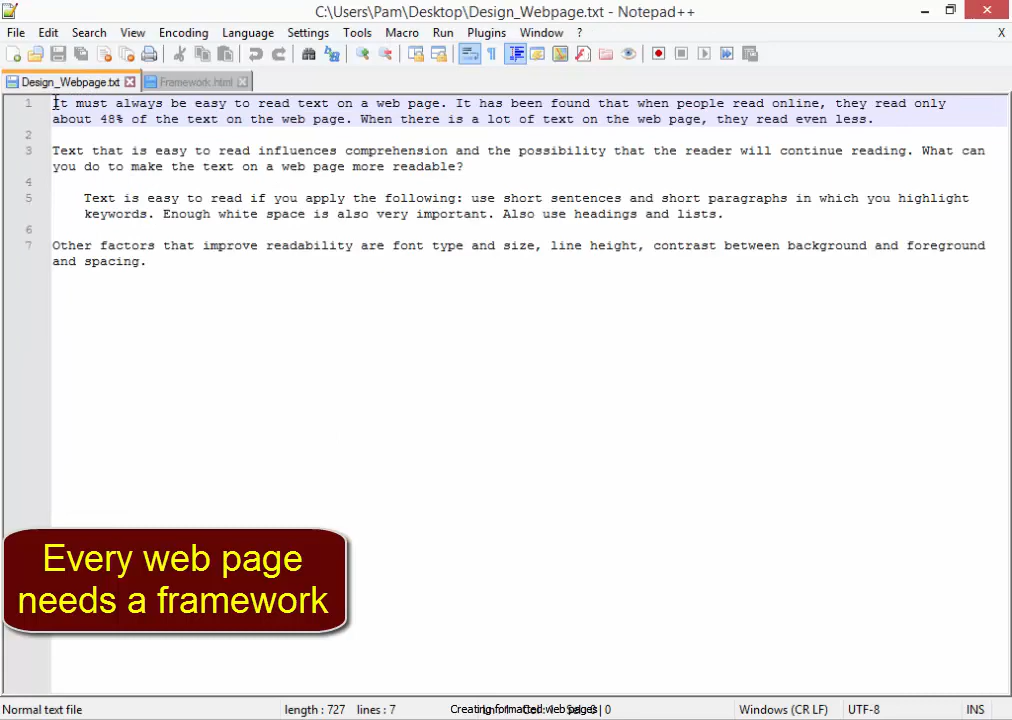 C:\Users\Pam\Desktop\Design_Webpage.txt - Notepad++
File Edit Search View Encoding Language Settings Tools Macro Run Plugins Window ? X
Design_Webpage.txt Framework.html
1 It must always be easy to read text on a web page. It has been found that when people read online, they read only
about 48% of the text on the web page. When there is a lot of text on the web page, they read even less.
2
3 Text that is easy to read influences comprehension and the possibility that the reader will continue reading. What can
you do to make the text on a web page more readable?
4
5 Text is easy to read if you apply the following: use short sentences and short paragraphs in which you highlight
keywords. Enough white space is also very important. Also use headings and lists.
6
7 Other factors that improve readability are font type and size, line height, contrast between background and foreground
and spacing.
Every web page
needs a framework
Normal text file length : 727 lines : 7 Creating formatted web pages | 0 Windows (CR LF) UTF-8 INS